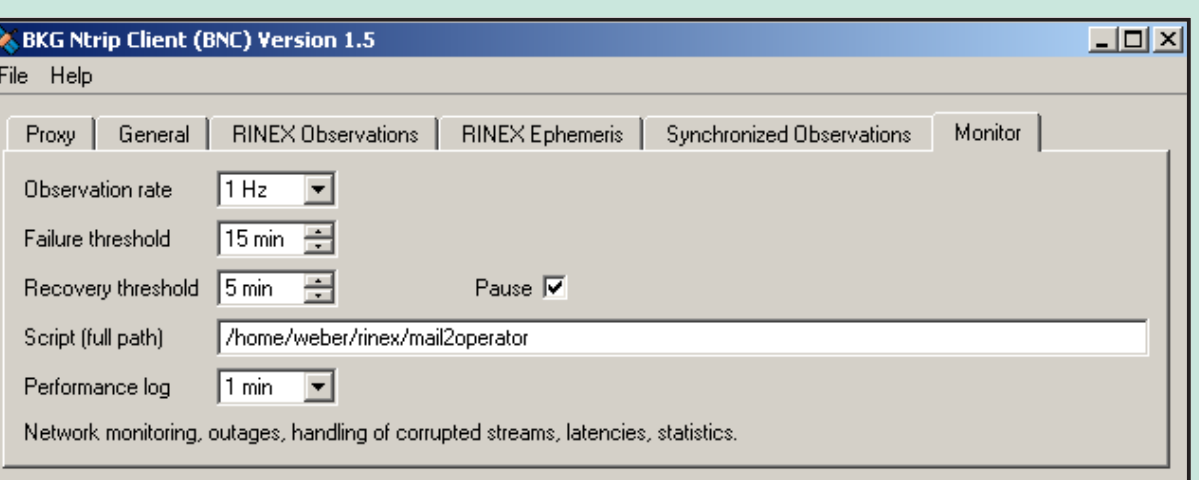 BKG Ntrip Client (BNC) Version 1.5
File Help
Proxy General RINEX Observations RINEX Ephemeris Synchronized Observations Monitor
Observation rate 1 Hz
Failure threshold 15 min
Recovery threshold 5 min Pause
Script (full path) /home/weber/rinex/mail2operator
Performance log 1 min
Network monitoring, outages, handling of corrupted streams, latencies, statistics.